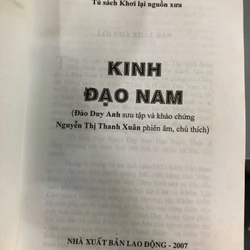 Tủ sách Khơi lại nguồn xưa
KINH
ĐẠO NAM
(Đào Duy Anh sưu tập và khảo chứng
Nguyễn Thị Thanh Xuân phiên âm, chú thích)
NHÀ XUẤT BẢN LAO ĐỘNG - 2007